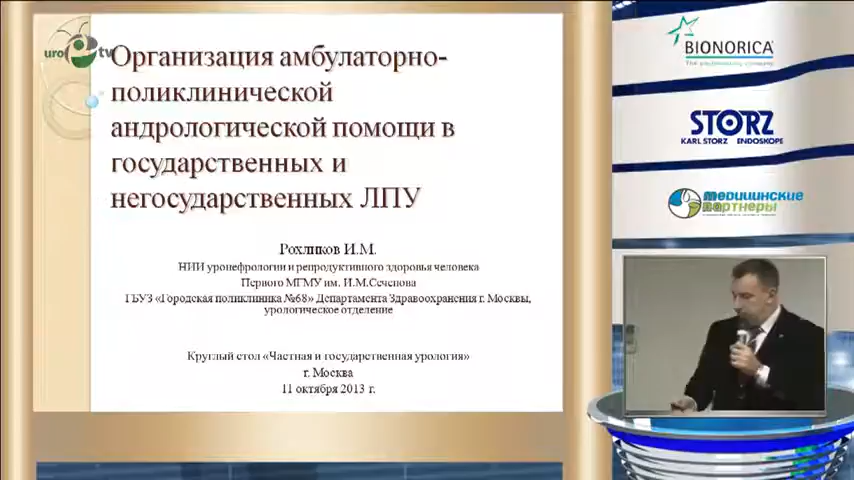 uro tv
Организация амбулаторно-
поликлинической
андрологической помощи в
государственных и
негосударственных ЛПУ
Рохликов И.М.
НИИ уронефрологии и репродуктивного здоровья человека
Первого МГМУ им. И.М.Сеченова
ГБУЗ «Городская поликлиника №68» Департамента Здравоохранения г. Москвы,
урологическое отделение
Круглый стол «Частная и государственная урология»
г. Москва
11 октября 2013 г.
BIONORICA
STORZ
KARL STORZ ENDOSKOPE
медицинские
партнеры